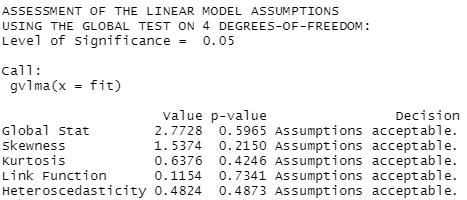 ASSESSMENT OF THE LINEAR MODEL ASSUMPTIONS
USING THE GLOBAL TEST ON 4 DEGREES-OF-FREEDOM:
Level of Significance =  0.05

Call:
 gvlma(x = fit)

                    Value p-value                Decision
Global Stat        2.7728  0.5965 Assumptions acceptable.
Skewness           1.5374  0.2150 Assumptions acceptable.
Kurtosis           0.6376  0.4246 Assumptions acceptable.
Link Function      0.1154  0.7341 Assumptions acceptable.
Heteroscedasticity 0.4824  0.4873 Assumptions acceptable.